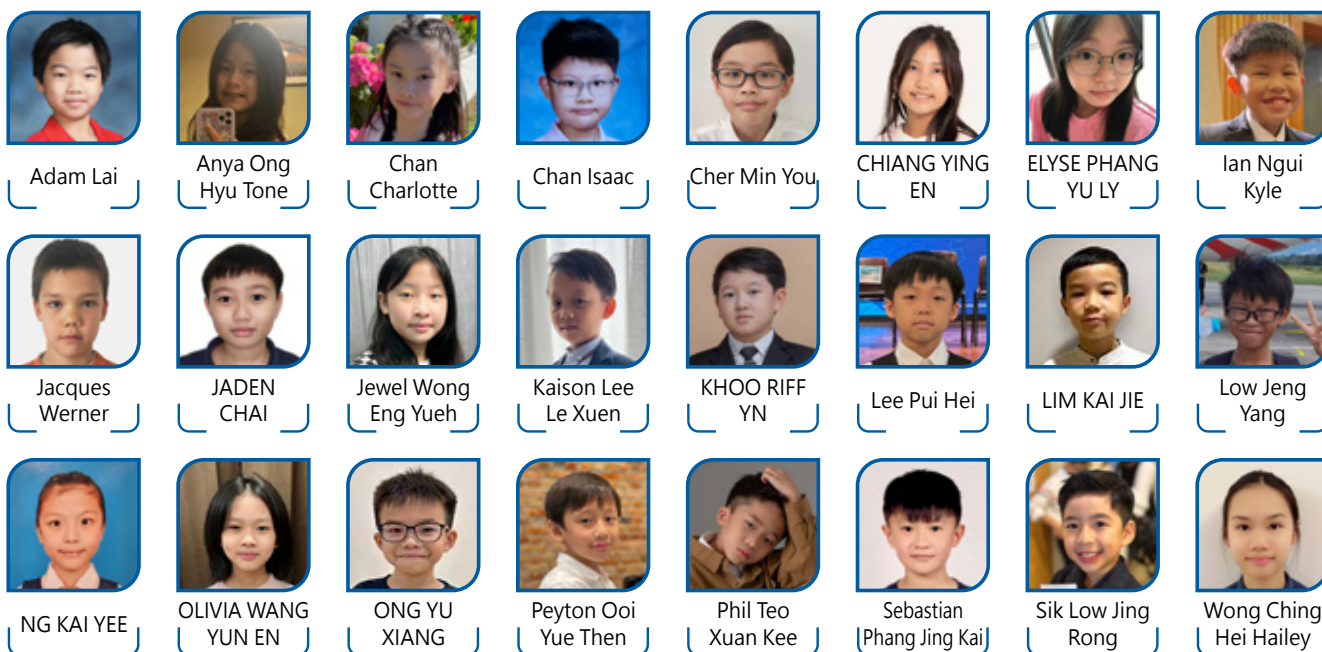 Adam Lai
Anya Ong
Hyu Tone
Chan
Charlotte
Chan Isaac
Cher Min You
CHIANG YING
EN
ELYSE PHANG
YU LY
Ian Ngui
Kyle
Jacques
Werner
JADEN
CHAI
Jewel Wong
Eng Yueh
Kaison Lee
Le Xuen
KHOO RIFF
YN
Lee Pui Hei
LIM KAI JIE
Low Jeng
Yang
NG KAI YEE
OLIVIA WANG
YUN EN
ONG YU
XIANG
Peyton Ooi
Yue Then
Phil Teo
Xuan Kee
Sebastian
Phang Jing Kai
Sik Low Jing
Rong
Wong Ching
Hei Hailey